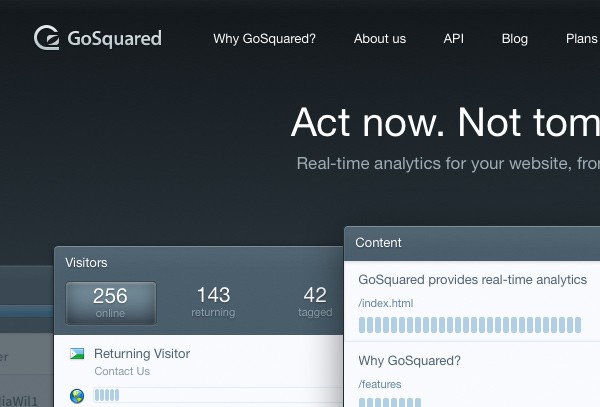 GoSquared
Why GoSquared? About us API Blog Plans
Act now. Not tom
Real-time analytics for your website, fro
Visitors
256 143 42
online returning tagged
Returning Visitor
Contact Us
Content
GoSquared provides real-time analytics
/index.html
Why GoSquared?
/features
er
liaWil1